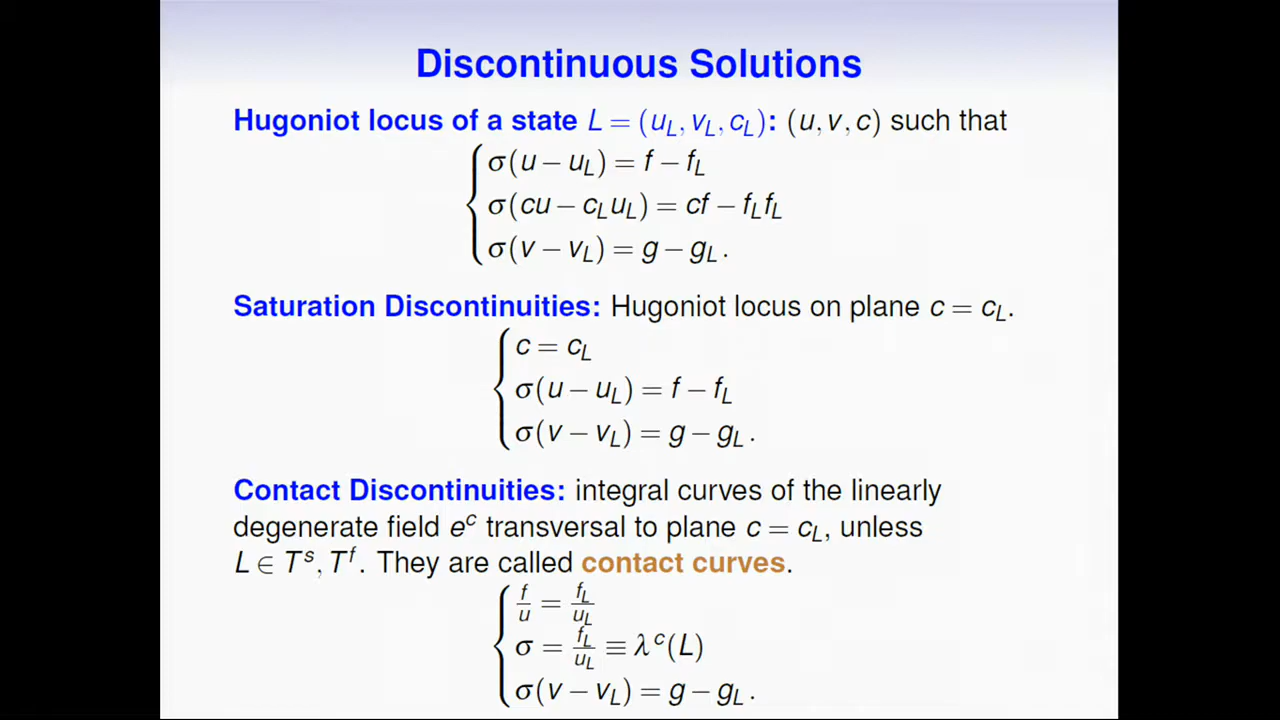 Discontinuous Solutions
Hugoniot locus of a state L = (u_L, v_L, c_L): (u, v, c) such that
σ(u − u_L) = f − f_L
σ(cu − c_L u_L) = cf − f_L f_L
σ(v − v_L) = g − g_L.
Saturation Discontinuities: Hugoniot locus on plane c = c_L.
c = c_L
σ(u − u_L) = f − f_L
σ(v − v_L) = g − g_L.
Contact Discontinuities: integral curves of the linearly
degenerate field e^c transversal to plane c = c_L, unless
L ∈ T^s, T^f. They are called contact curves.
f/u = f_L/u_L
σ = f_L/u_L ≡ λ^c(L)
σ(v − v_L) = g − g_L.